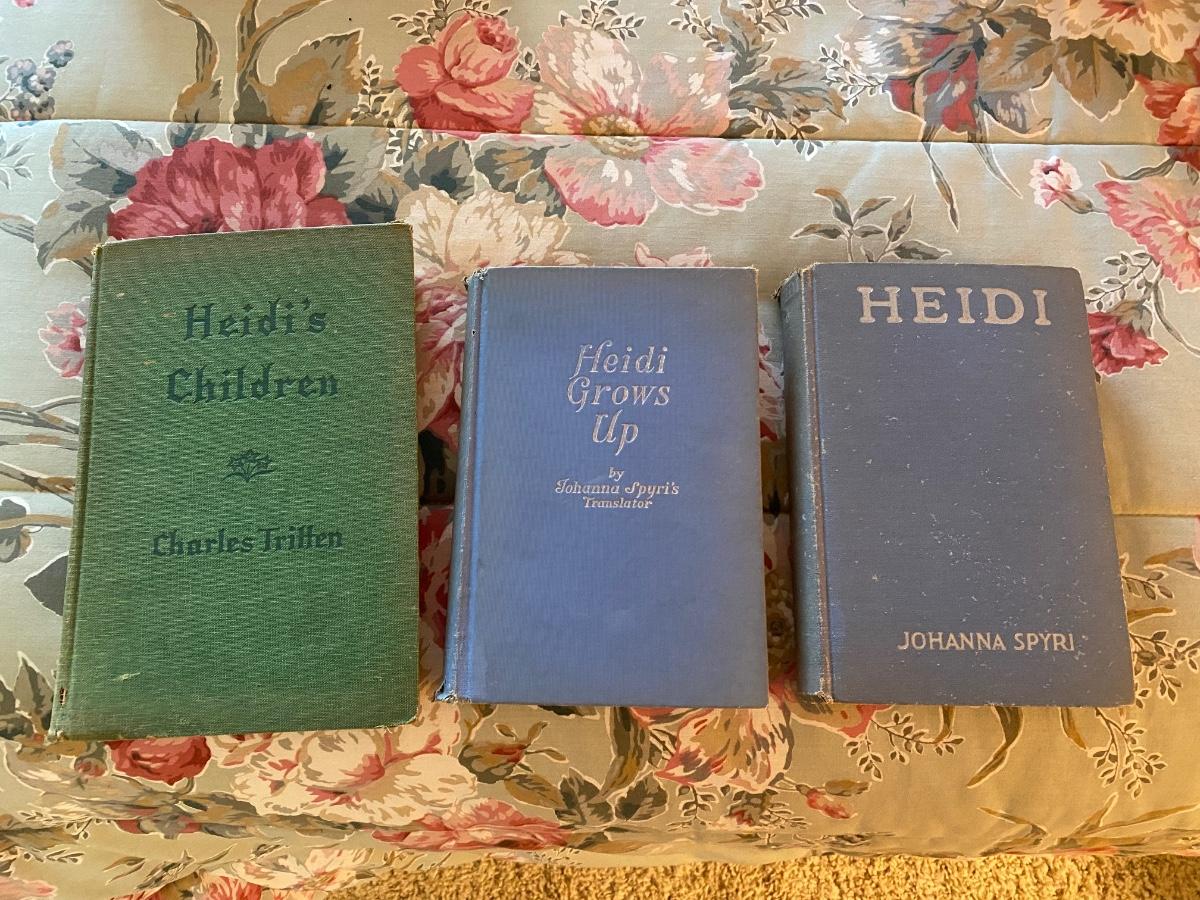 Heidi's
Children
Charles Tritten
Heidi
Grows
Up
by
Johanna Spyri's
Translator
HEIDI
JOHANNA SPYRI